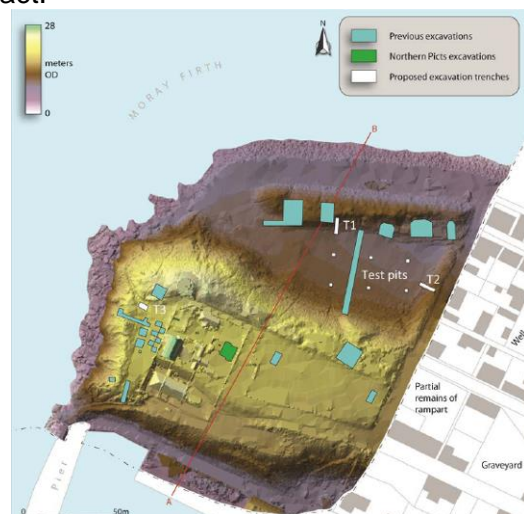 28
meters
OD
0
N
MORAY FIRTH
Previous excavations
Northern Picts excavations
Proposed excavation trenches
B
T1
Test pits
T2
T3
Partial
remains of
rampart
Graveyard
Pier
50m
A